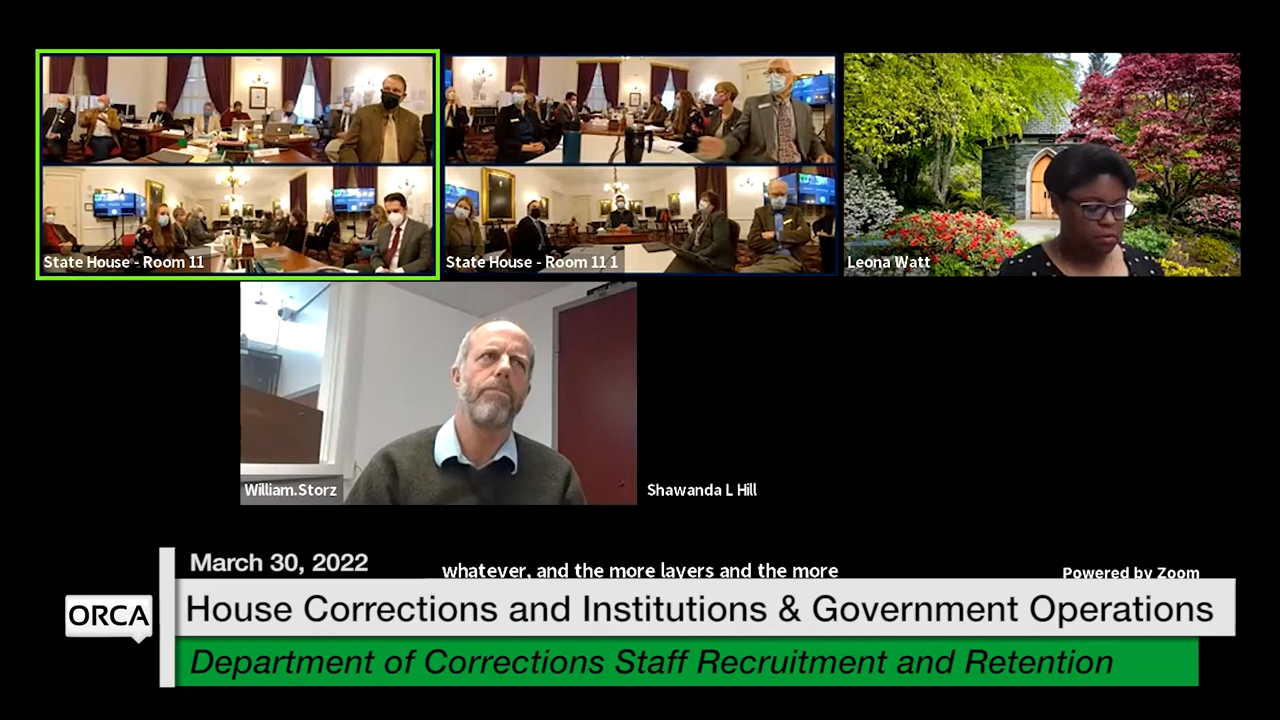 State House - Room 11
State House - Room 11 1
Leona Watt
William.Storz
Shawanda L Hill
March 30, 2022
whatever, and the more layers and the more
Powered by Zoom
ORCA
House Corrections and Institutions & Government Operations
Department of Corrections Staff Recruitment and Retention